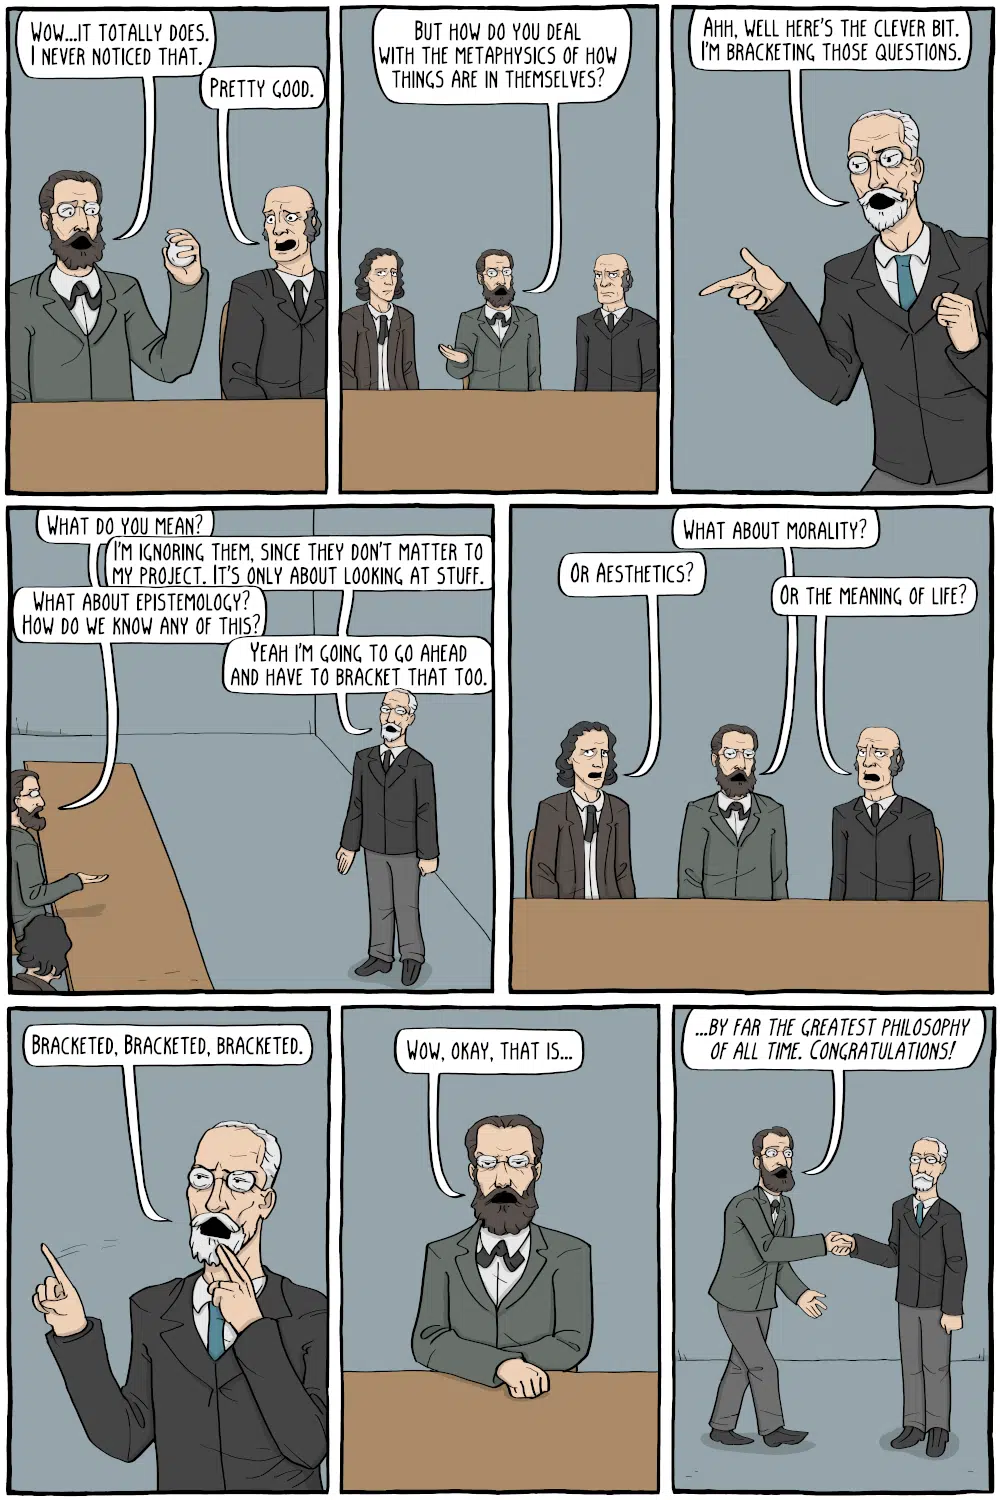 WOW...IT TOTALLY DOES.
I NEVER NOTICED THAT.
PRETTY GOOD.
BUT HOW DO YOU DEAL
WITH THE METAPHYSICS OF HOW
THINGS ARE IN THEMSELVES?
AHH, WELL HERE'S THE CLEVER BIT.
I'M BRACKETING THOSE QUESTIONS.
WHAT DO YOU MEAN?
I'M IGNORING THEM, SINCE THEY DON'T MATTER TO
MY PROJECT. IT'S ONLY ABOUT LOOKING AT STUFF.
WHAT ABOUT EPISTEMOLOGY?
HOW DO WE KNOW ANY OF THIS?
YEAH I'M GOING TO GO AHEAD
AND HAVE TO BRACKET THAT TOO.
WHAT ABOUT MORALITY?
OR AESTHETICS?
OR THE MEANING OF LIFE?
BRACKETED, BRACKETED, BRACKETED.
WOW, OKAY, THAT IS...
...BY FAR THE GREATEST PHILOSOPHY
OF ALL TIME. CONGRATULATIONS!